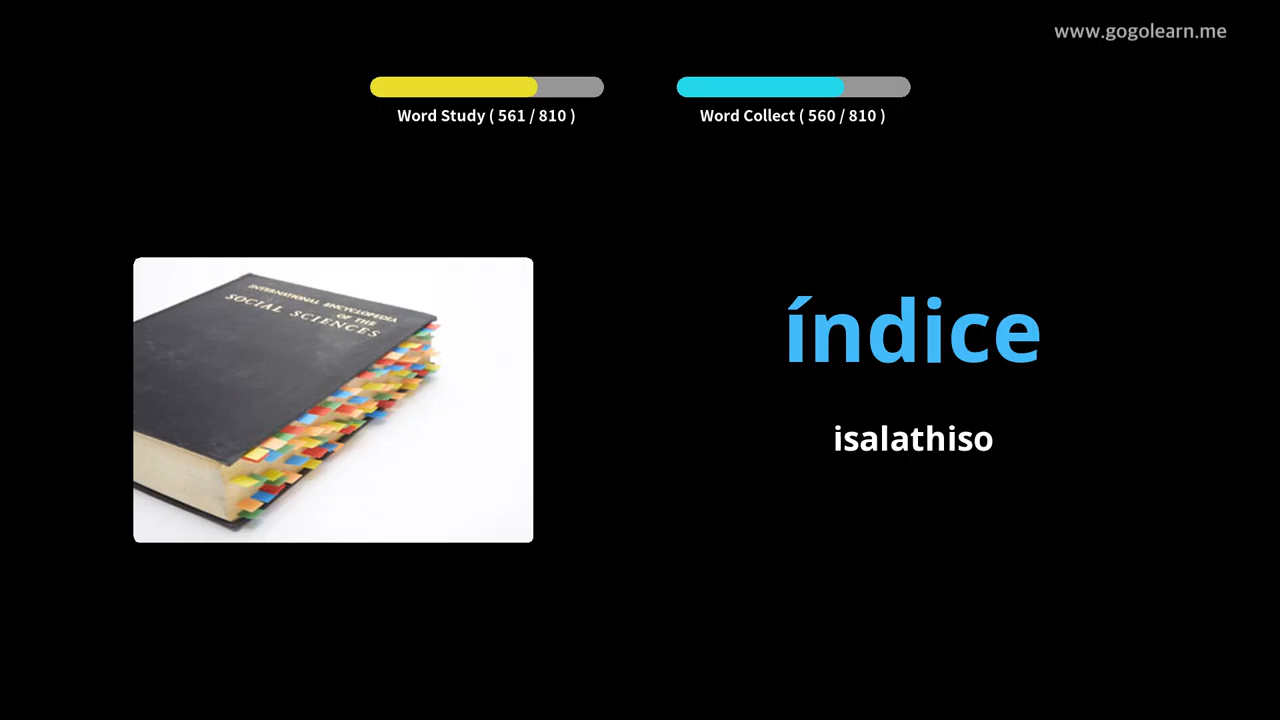 www.gogolearn.me
Word Study ( 561 / 810 )
Word Collect ( 560 / 810 )
INTERNATIONAL ENCYCLOPEDIA
OF THE
SOCIAL SCIENCES
índice
isalathiso